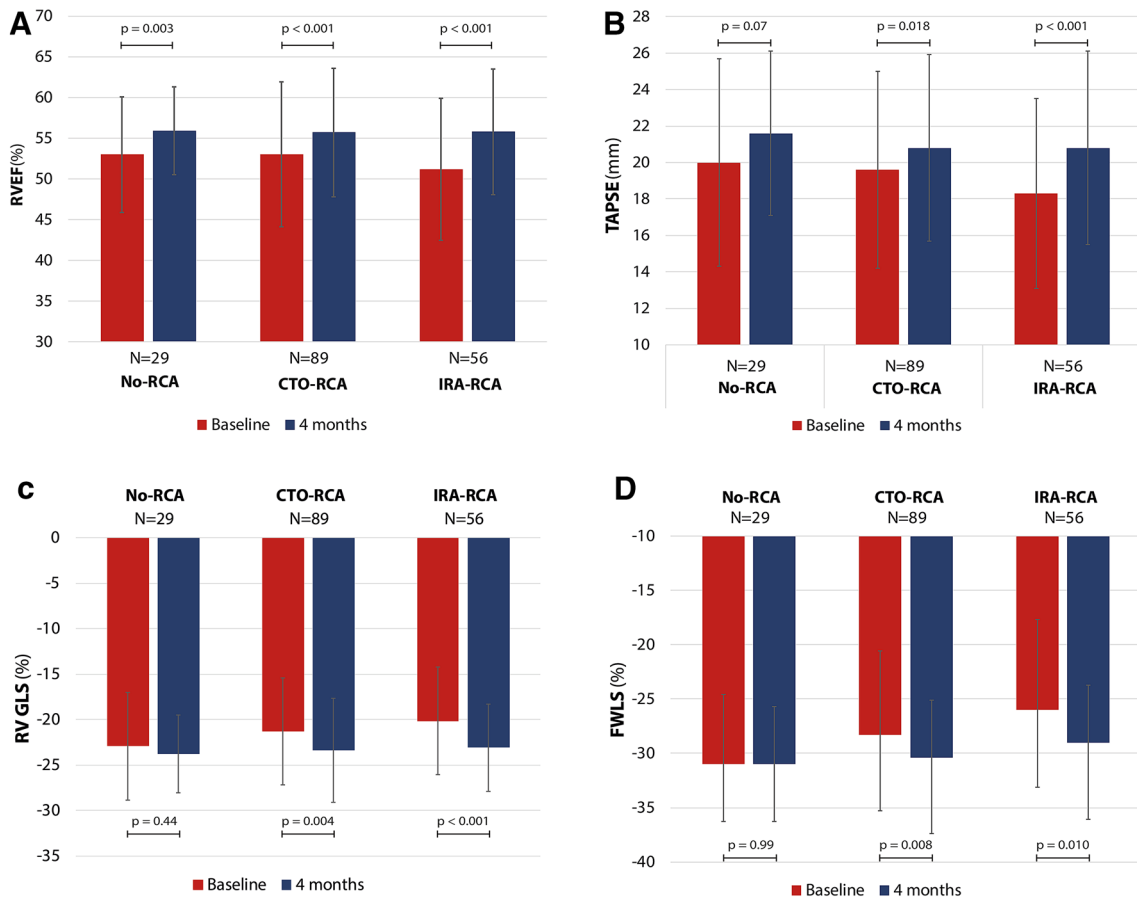 A
70
65
60
55
50
45
40
35
30
RVEF(%)
p = 0.003
p < 0.001
p <0.001
N=29
N=89
N=56
No-RCA
CTO-RCA
IRA-RCA
Baseline
4 months
B
28
26
24
22
20
18
16
14
12
10
TAPSE (mm)
p = 0.07
p = 0.018
p <0.001
N=29
N=89
N=56
No-RCA
CTO-RCA
IRA-RCA
Baseline
4 months
c
No-RCA
CTO-RCA
IRA-RCA
N=29
N=89
N=56
0
-5
-10
-15
-20
-25
-30
-35
RV GLS (%)
p = 0.44
p = 0.004
p < 0.001
Baseline
4 months
D
No-RCA
CTO-RCA
IRA-RCA
N=29
N=89
N=56
-10
-15
-20
-25
-30
-35
-40
FWLS (%)
p = 0.99
p = 0.008
p = 0.010
Baseline
4 months